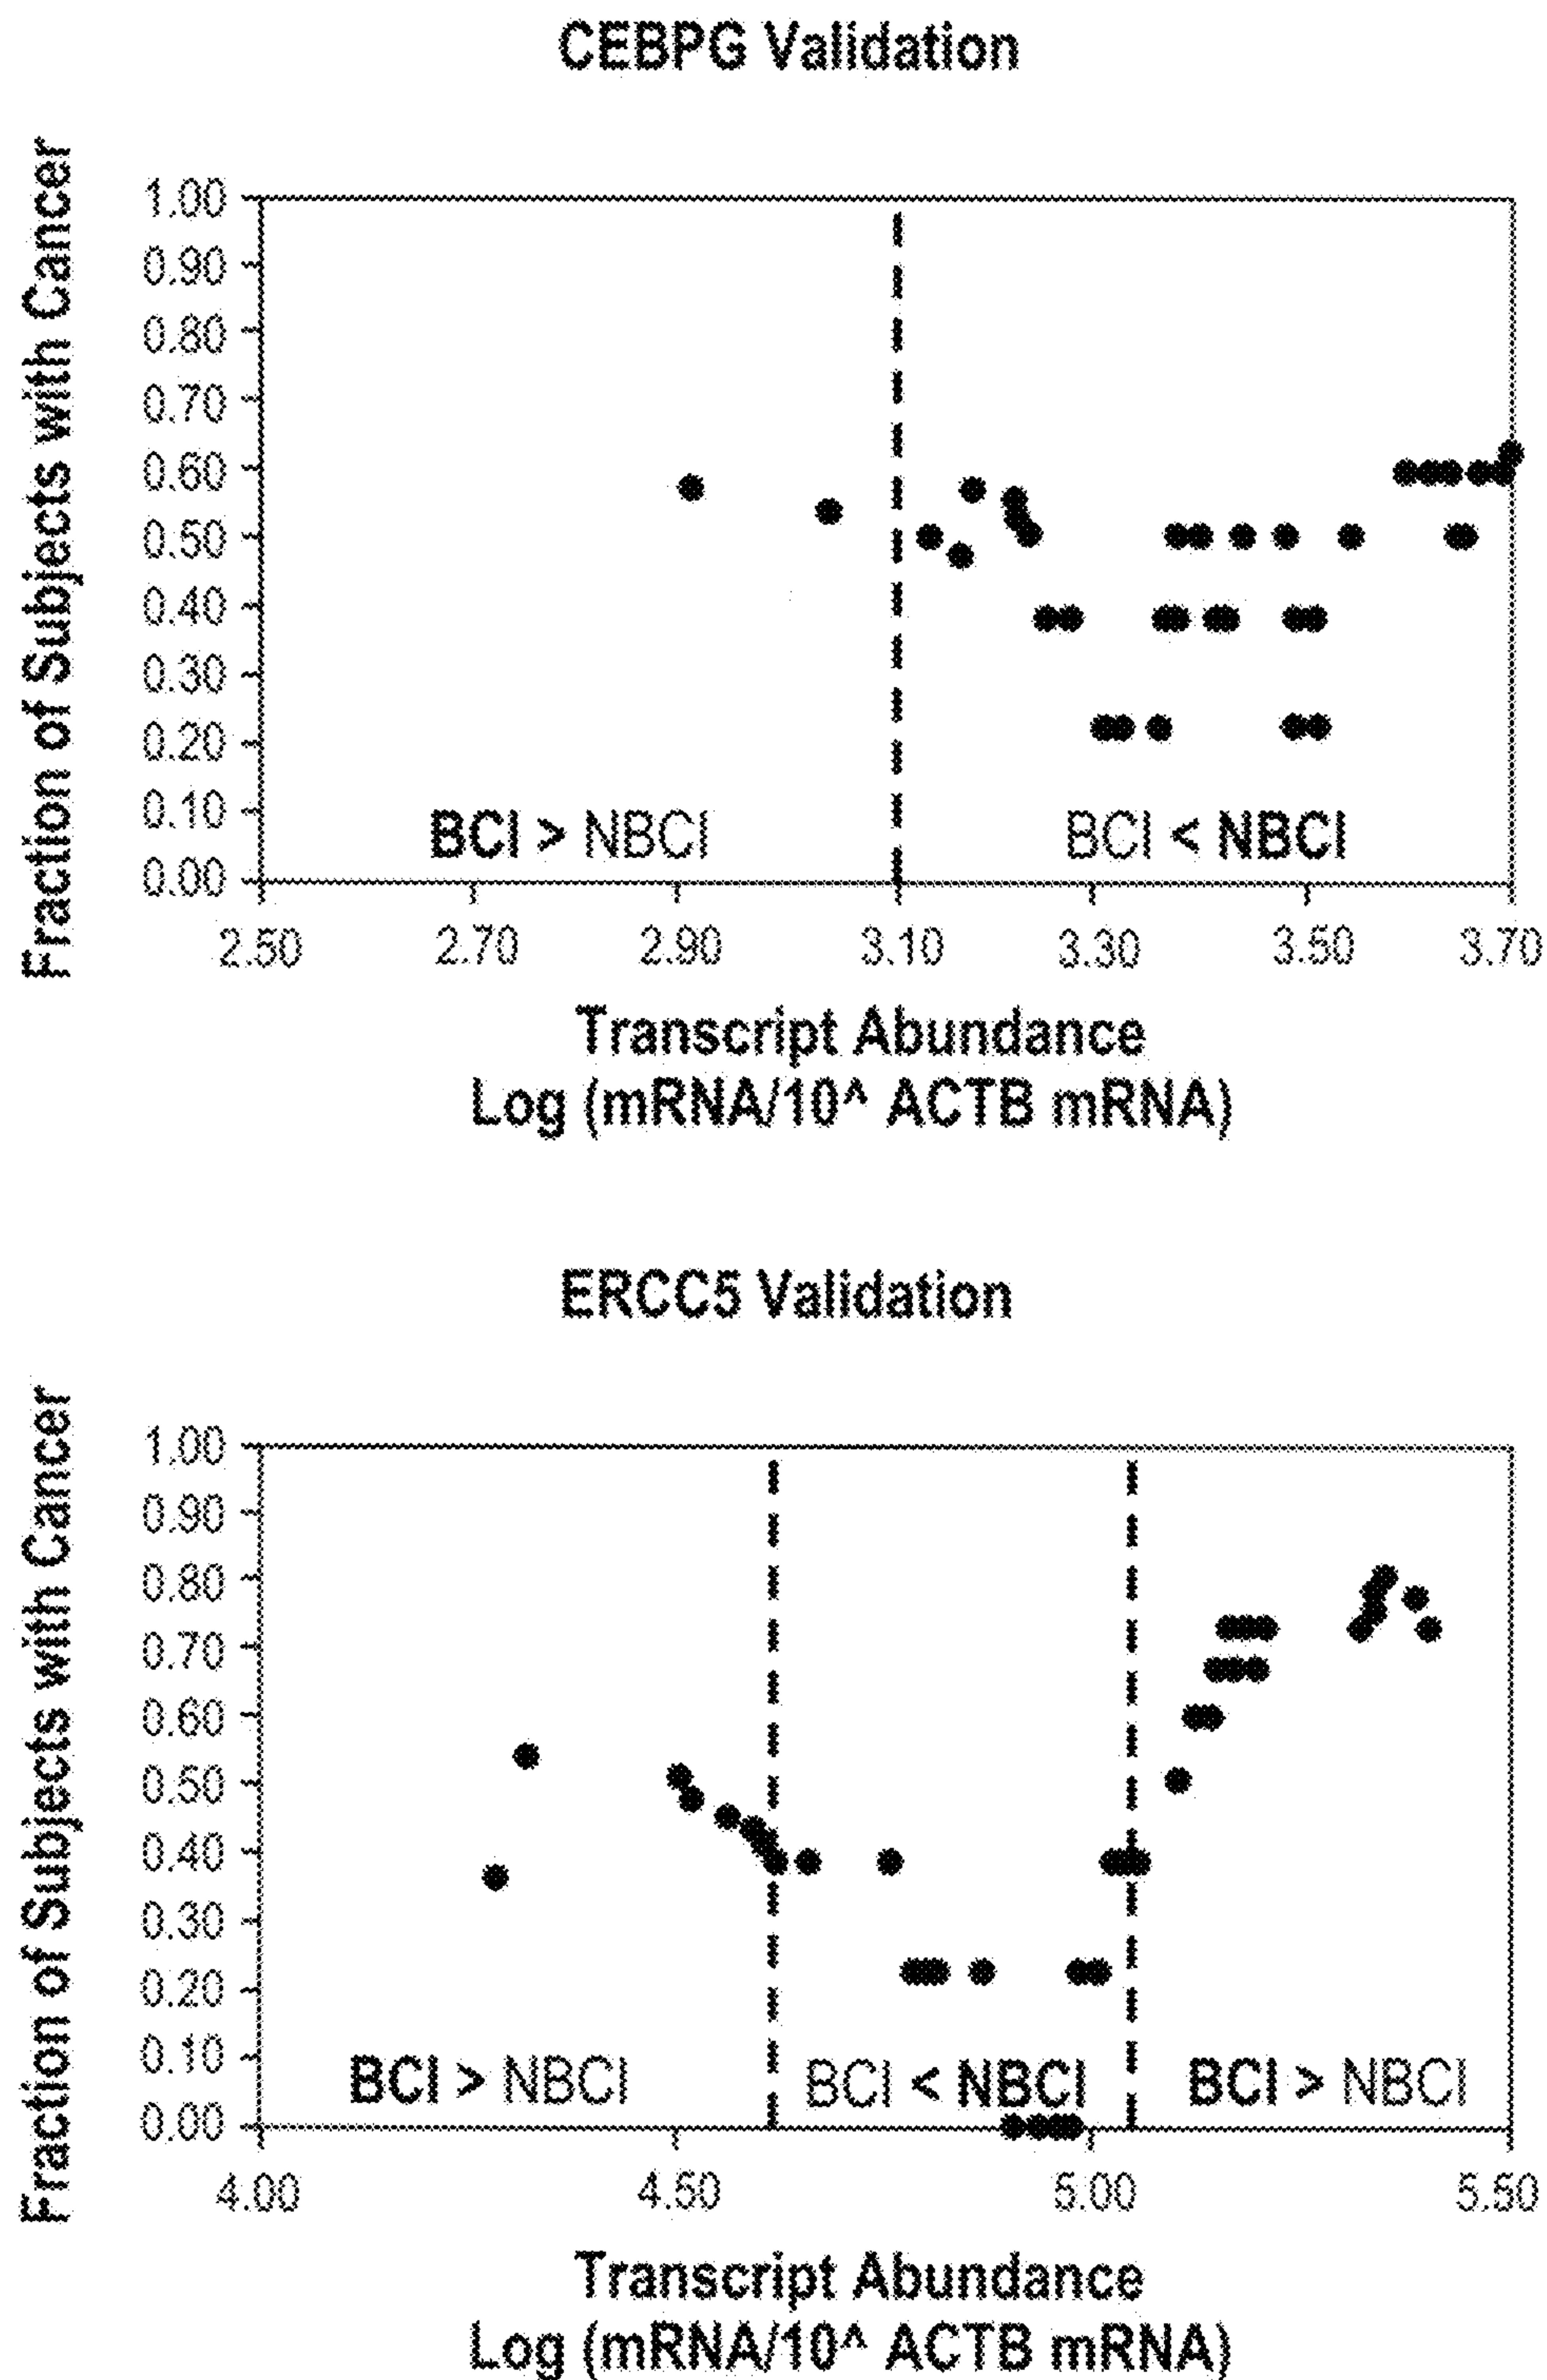 CEBPG Validation
Fraction of Subjects with Cancer
1.00
0.90
0.80
0.70
0.60
0.50
0.40
0.30
0.20
0.10
0.00
BCI > NBCI
BCI < NBCI
2.50 2.70 2.90 3.10 3.30 3.50 3.70
Transcript Abundance
Log (mRNA/10^ ACTB mRNA)
ERCC5 Validation
Fraction of Subjects with Cancer
1.00
0.90
0.80
0.70
0.60
0.50
0.40
0.30
0.20
0.10
0.00
BCI > NBCI
BCI < NBCI
BCI > NBCI
4.00 4.50 5.00 5.50
Transcript Abundance
Log (mRNA/10^ ACTB mRNA)